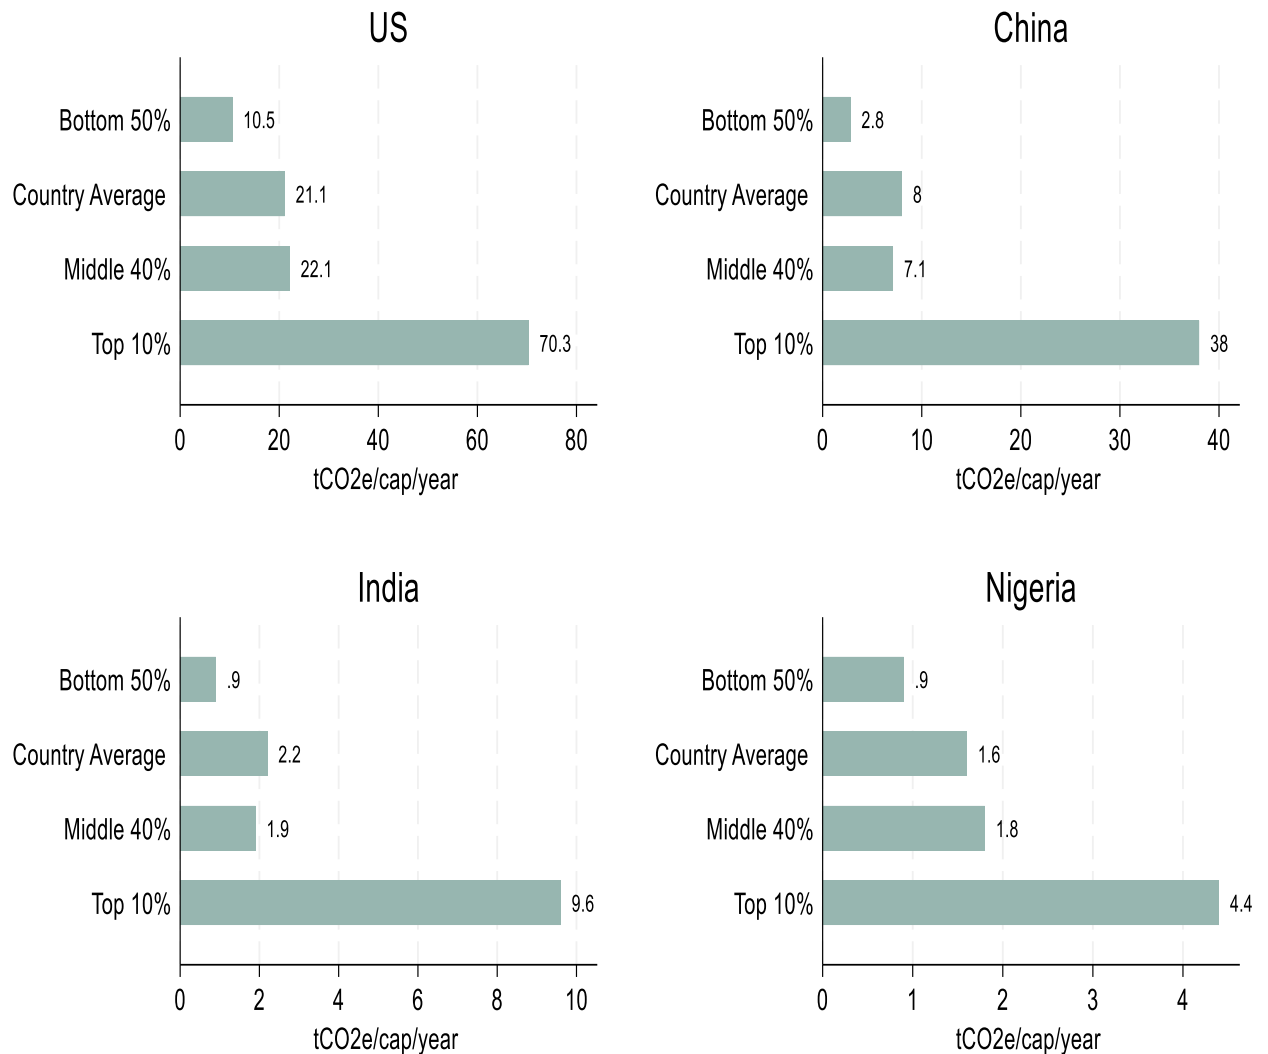 US
Bottom 50%
10.5
Country Average
21.1
Middle 40%
22.1
Top 10%
70.3
0 20 40 60 80
tCO2e/cap/year
China
Bottom 50%
2.8
Country Average
8
Middle 40%
7.1
Top 10%
38
0 10 20 30 40
tCO2e/cap/year
India
Bottom 50%
.9
Country Average
2.2
Middle 40%
1.9
Top 10%
9.6
0 2 4 6 8 10
tCO2e/cap/year
Nigeria
Bottom 50%
.9
Country Average
1.6
Middle 40%
1.8
Top 10%
4.4
0 1 2 3 4
tCO2e/cap/year